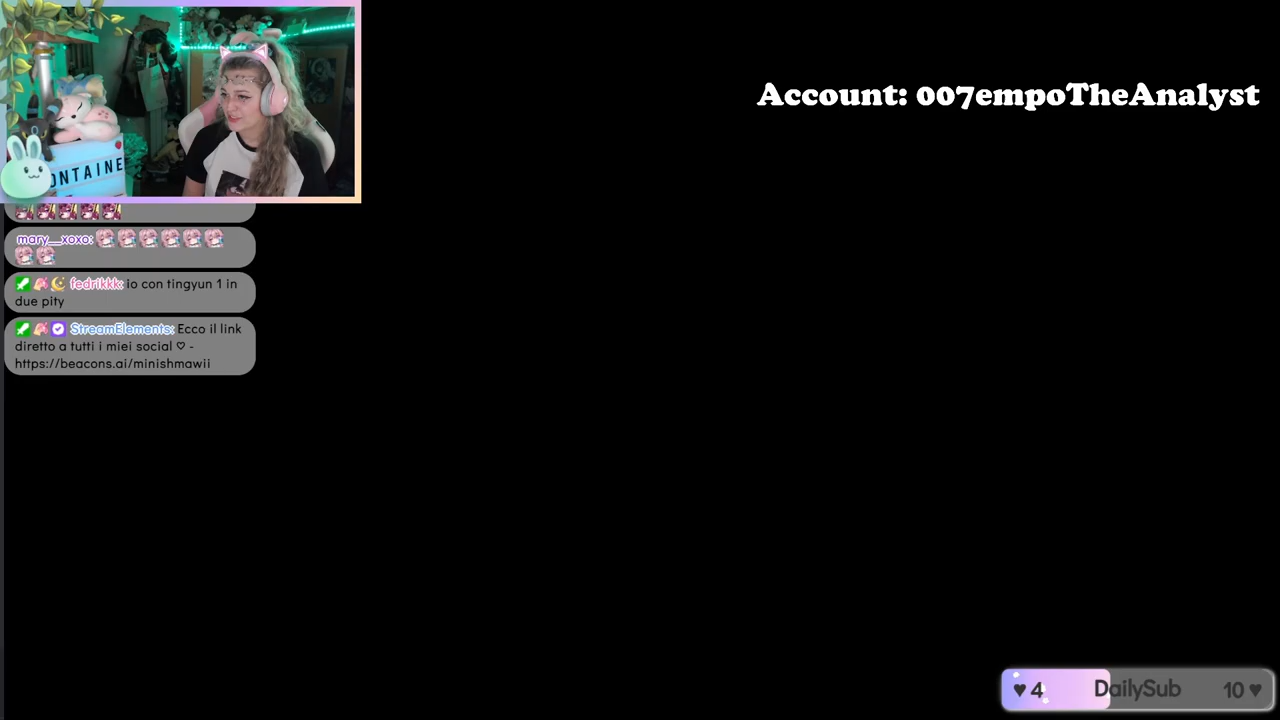 Account: 007empoTheAnalyst
ONTAINE
mary__xoxo:
fedrikkk: io con tingyun 1 in
due pity
StreamElements: Ecco il link
diretto a tutti i miei social ♡ -
https://beacons.ai/minishmawii
♥ 4 DailySub 10 ♥